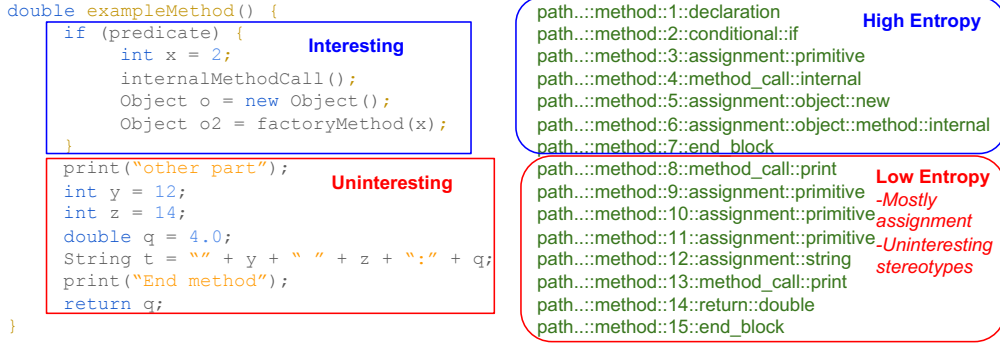 double exampleMethod() {
if (predicate) {
int x = 2;
internalMethodCall();
Object o = new Object();
Object o2 = factoryMethod(x);
}
Interesting
print(“other part”);
int y = 12;
int z = 14;
double q = 4.0;
String t = “” + y + “ ” + z + “:” + q;
print(“End method”);
return q;
}
Uninteresting
path..::method::1::declaration
path..::method::2::conditional::if
path..::method::3::assignment::primitive
path..::method::4::method_call::internal
path..::method::5::assignment::object::new
path..::method::6::assignment::object::method::internal
path..::method::7::end_block
High Entropy
path..::method::8::method_call::print
path..::method::9::assignment::primitive
path..::method::10::assignment::primitive
path..::method::11::assignment::primitive
path..::method::12::assignment::string
path..::method::13::method_call::print
path..::method::14::return::double
path..::method::15::end_block
Low Entropy
-Mostly
assignment
-Uninteresting
stereotypes